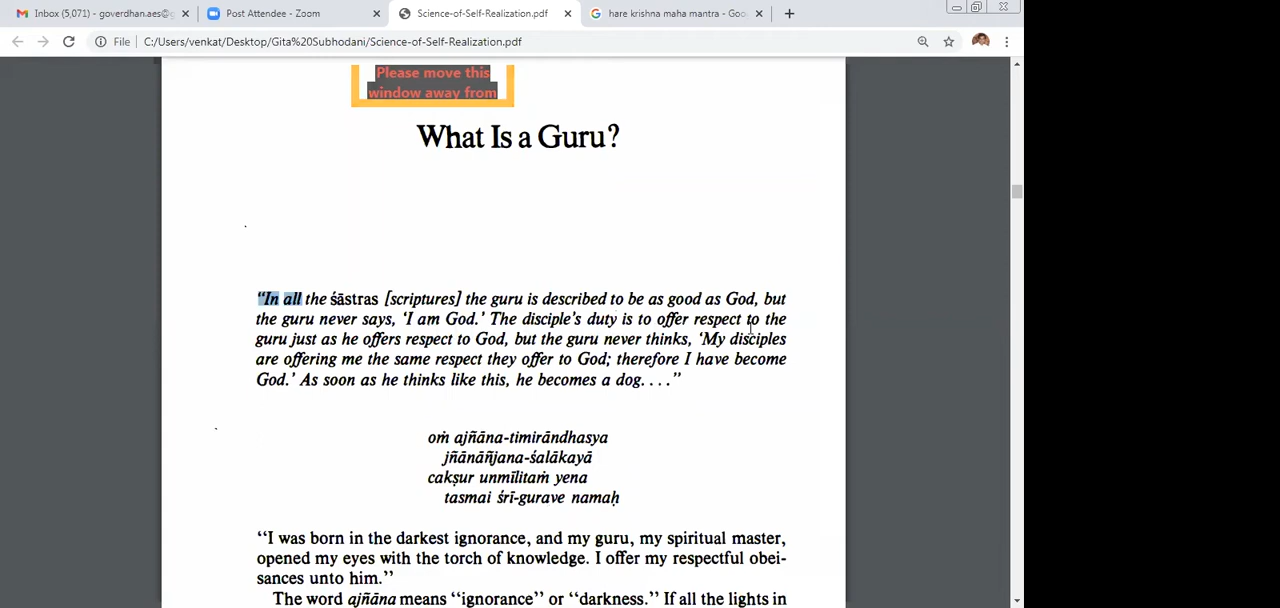 Inbox (5,071) - goverdhan.aes@g
Post Attendee - Zoom
Science-of-Self-Realization.pdf
hare krishna maha mantra - Goo
File
C:/Users/venkat/Desktop/Gita%20Subhodani/Science-of-Self-Realization.pdf
Please move this
window away from
What Is a Guru?
“In all the śāstras [scriptures] the guru is described to be as good as God, but
the guru never says, ‘I am God.’ The disciple’s duty is to offer respect to the
guru just as he offers respect to God, but the guru never thinks, ‘My disciples
are offering me the same respect they offer to God; therefore I have become
God.’ As soon as he thinks like this, he becomes a dog. . . .”
oṁ ajñāna-timirāndhasya
jñānāñjana-śalākayā
cakṣur unmīlitaṁ yena
tasmai śrī-gurave namaḥ
“I was born in the darkest ignorance, and my guru, my spiritual master,
opened my eyes with the torch of knowledge. I offer my respectful obei-
sances unto him.”
The word ajñāna means “ignorance” or “darkness.” If all the lights in